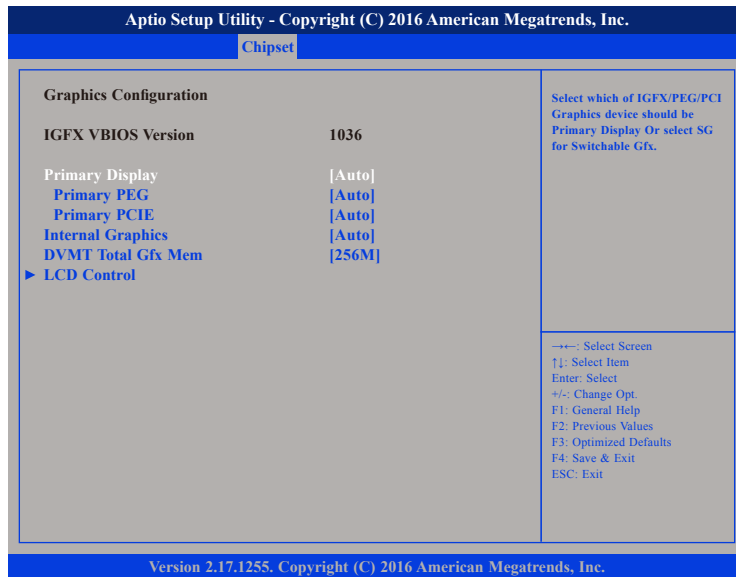 Aptio Setup Utility - Copyright (C) 2016 American Megatrends, Inc.
Chipset
Graphics Configuration
IGFX VBIOS Version 1036
Primary Display [Auto]
Primary PEG [Auto]
Primary PCIE [Auto]
Internal Graphics [Auto]
DVMT Total Gfx Mem [256M]
► LCD Control
Select which of IGFX/PEG/PCI
Graphics device should be
Primary Display Or select SG
for Switchable Gfx.
→←: Select Screen
↑↓: Select Item
Enter: Select
+/-: Change Opt.
F1: General Help
F2: Previous Values
F3: Optimized Defaults
F4: Save & Exit
ESC: Exit
Version 2.17.1255. Copyright (C) 2016 American Megatrends, Inc.